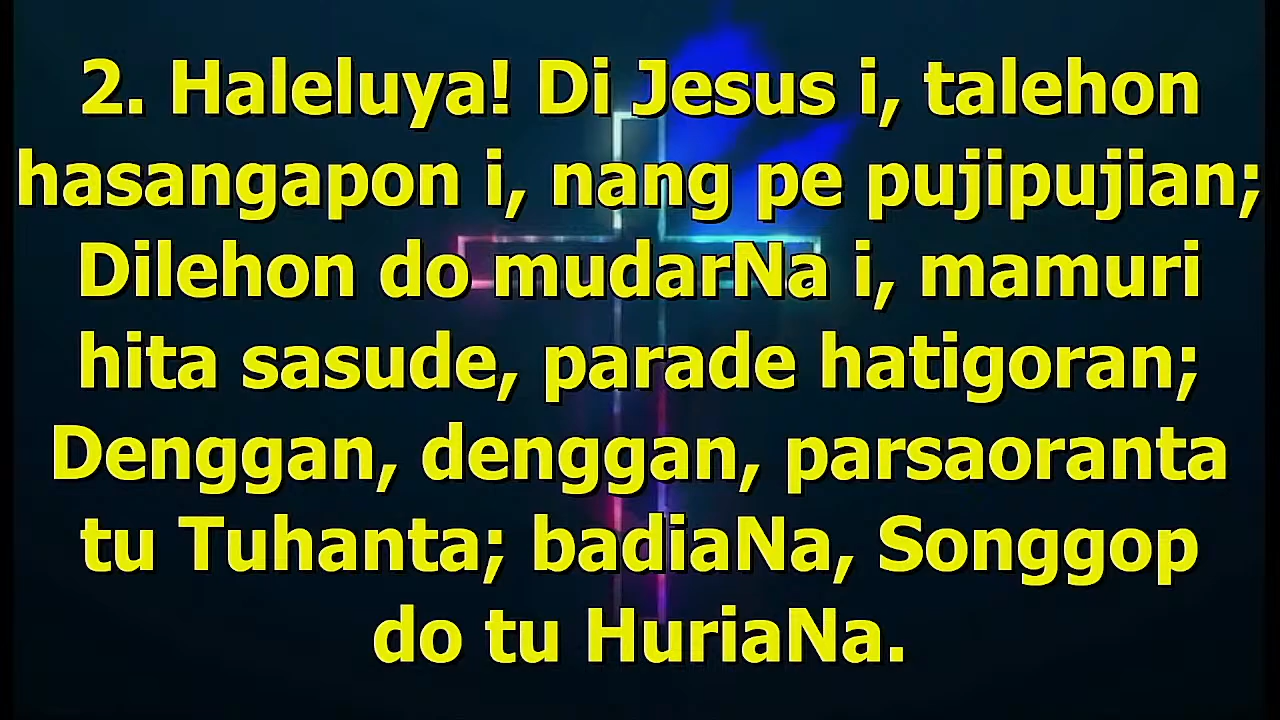 2. Haleluya! Di Jesus i, talehon
hasangapon i, nang pe pujipujian;
Dilehon do mudarNa i, mamuri
hita sasude, parade hatigoran;
Denggan, denggan, parsaoranta
tu Tuhanta; badiaNa, Songgop
do tu HuriaNa.